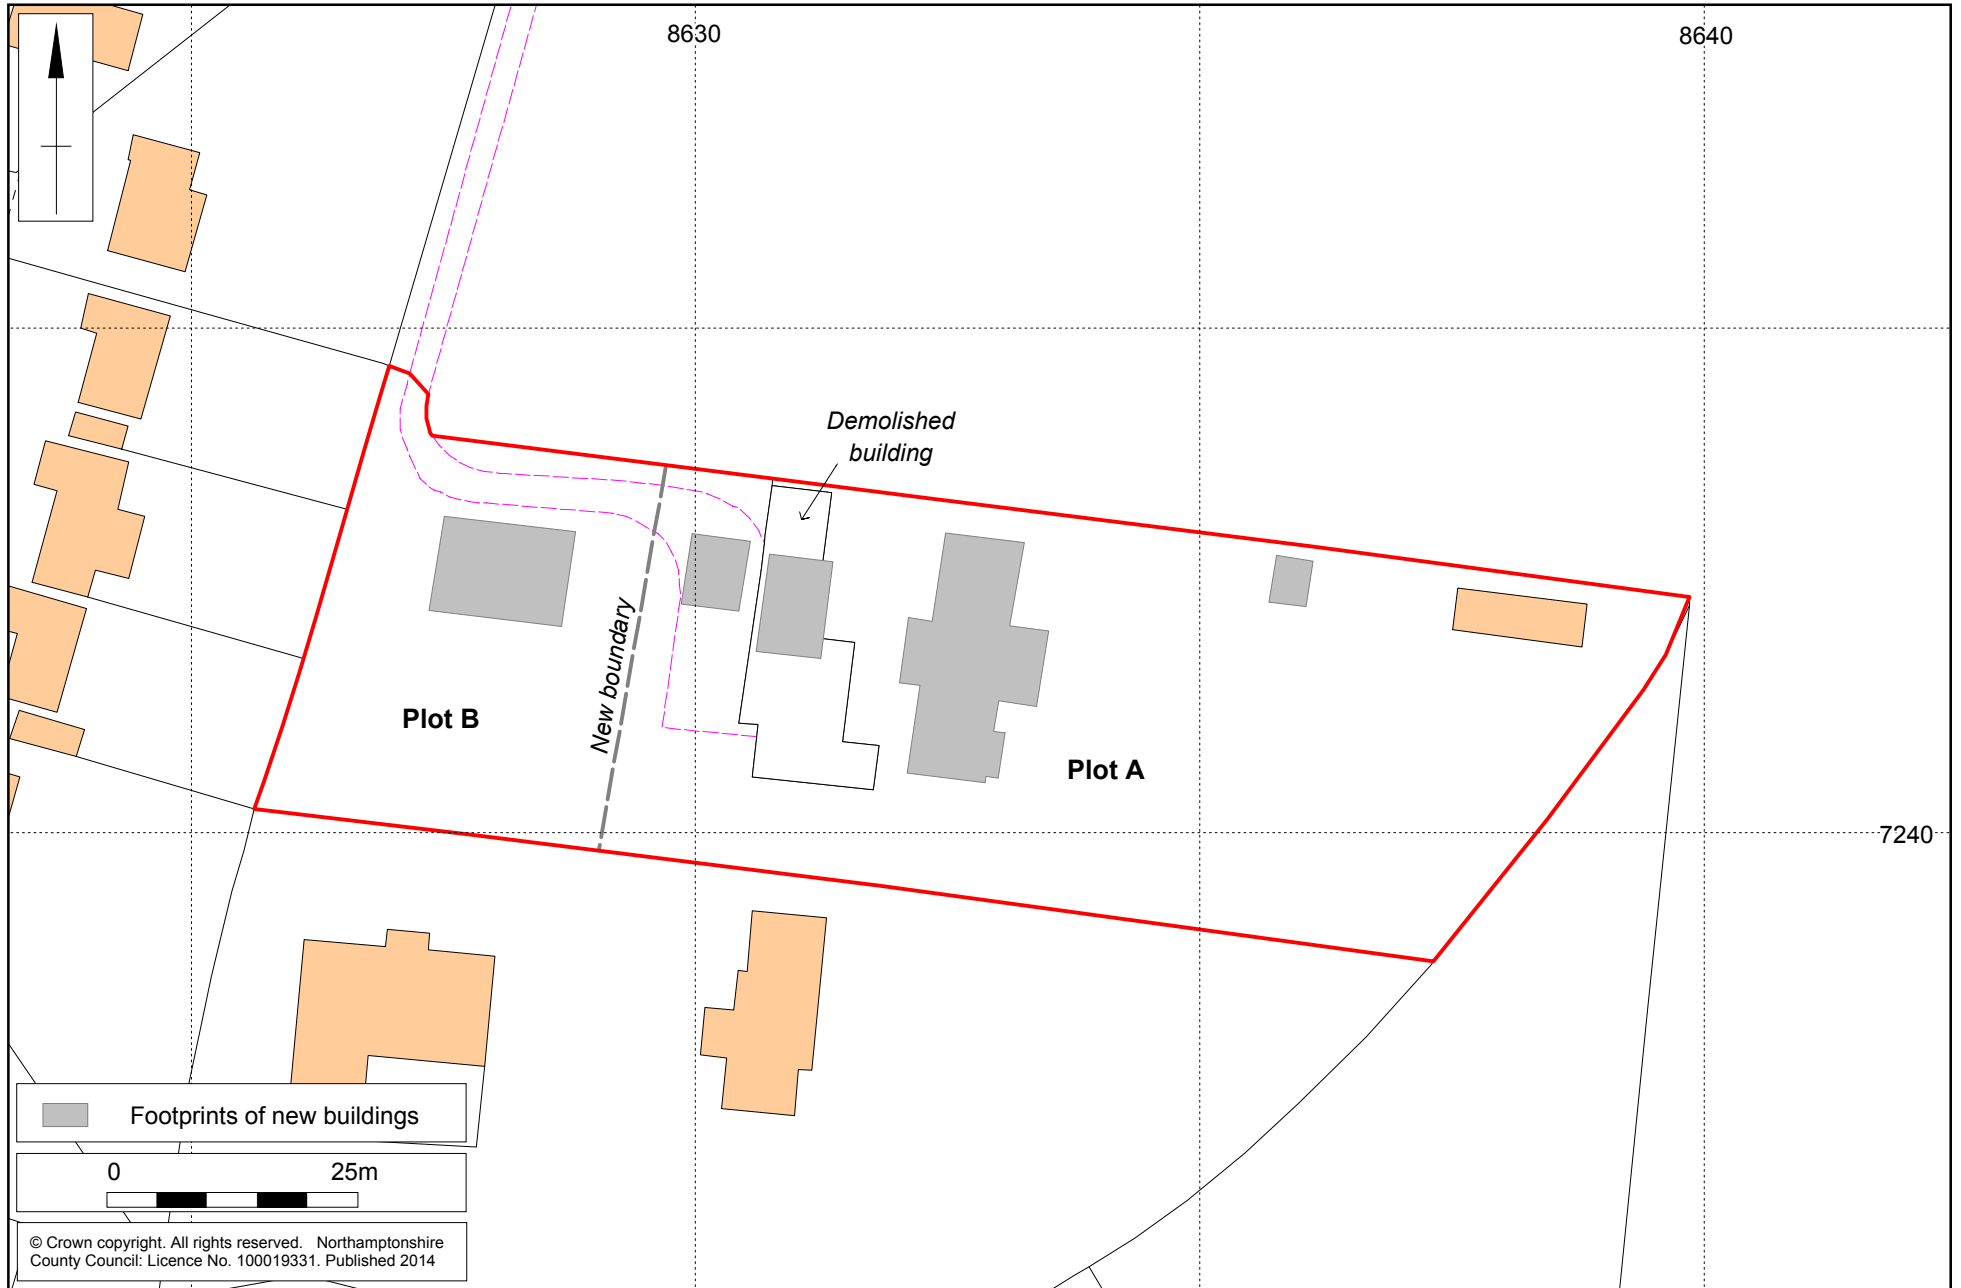 8630
8640
Demolished
building
New boundary
Plot B
Plot A
7240
Footprints of new buildings
0 25m
© Crown copyright. All rights reserved. Northamptonshire
County Council: Licence No. 100019331. Published 2014